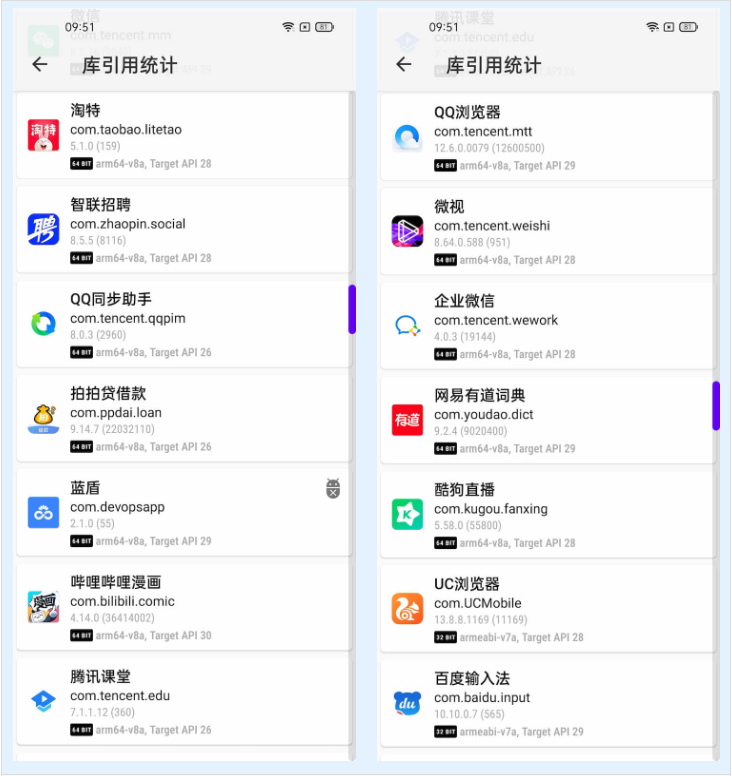 09:51
微信
com.tencent.mm
库引用统计
淘特
淘特
com.taobao.litetao
5.1.0 (159)
64 BIT arm64-v8a, Target API 28
聘
智联招聘
com.zhaopin.social
8.5.5 (8116)
64 BIT arm64-v8a, Target API 28
QQ同步助手
com.tencent.qqpim
8.0.3 (2960)
64 BIT arm64-v8a, Target API 26
拍拍贷借款
com.ppdai.loan
9.14.7 (22032110)
64 BIT arm64-v8a, Target API 26
蓝盾
com.devopsapp
2.1.0 (55)
64 BIT arm64-v8a, Target API 29
漫画
哔哩哔哩漫画
com.bilibili.comic
4.14.0 (36414002)
64 BIT arm64-v8a, Target API 30
腾讯课堂
com.tencent.edu
7.1.1.12 (360)
64 BIT arm64-v8a, Target API 26
09:51
腾讯课堂
com.tencent.edu
库引用统计
QQ浏览器
com.tencent.mtt
12.6.0.0079 (12600500)
64 BIT arm64-v8a, Target API 29
微视
com.tencent.weishi
8.64.0.588 (951)
64 BIT arm64-v8a, Target API 28
企业微信
com.tencent.wework
4.0.3 (19144)
64 BIT arm64-v8a, Target API 28
有道
网易有道词典
com.youdao.dict
9.2.4 (9020400)
64 BIT arm64-v8a, Target API 29
酷狗直播
com.kugou.fanxing
5.58.0 (55800)
64 BIT arm64-v8a, Target API 28
UC浏览器
com.UCMobile
13.8.8.1169 (11169)
32 BIT armeabi-v7a, Target API 28
du
百度输入法
com.baidu.input
10.10.0.7 (565)
32 BIT armeabi-v7a, Target API 29